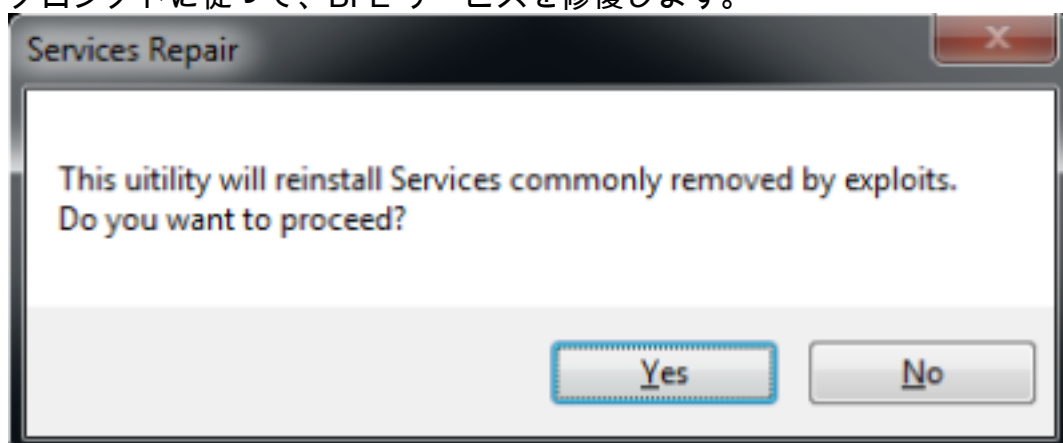 プロンプトに従って、BFE サービスを修復します。
Services Repair
This uitility will reinstall Services commonly removed by exploits.
Do you want to proceed?
Yes
No